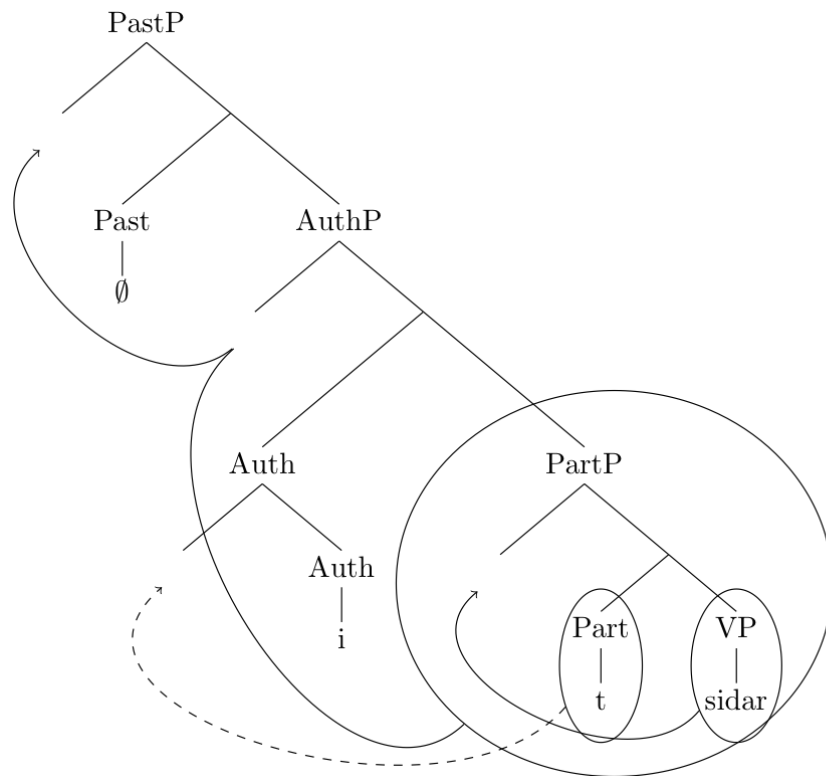 PastP
Past AuthP
∅
Auth PartP
Auth
i
Part VP
t sidar